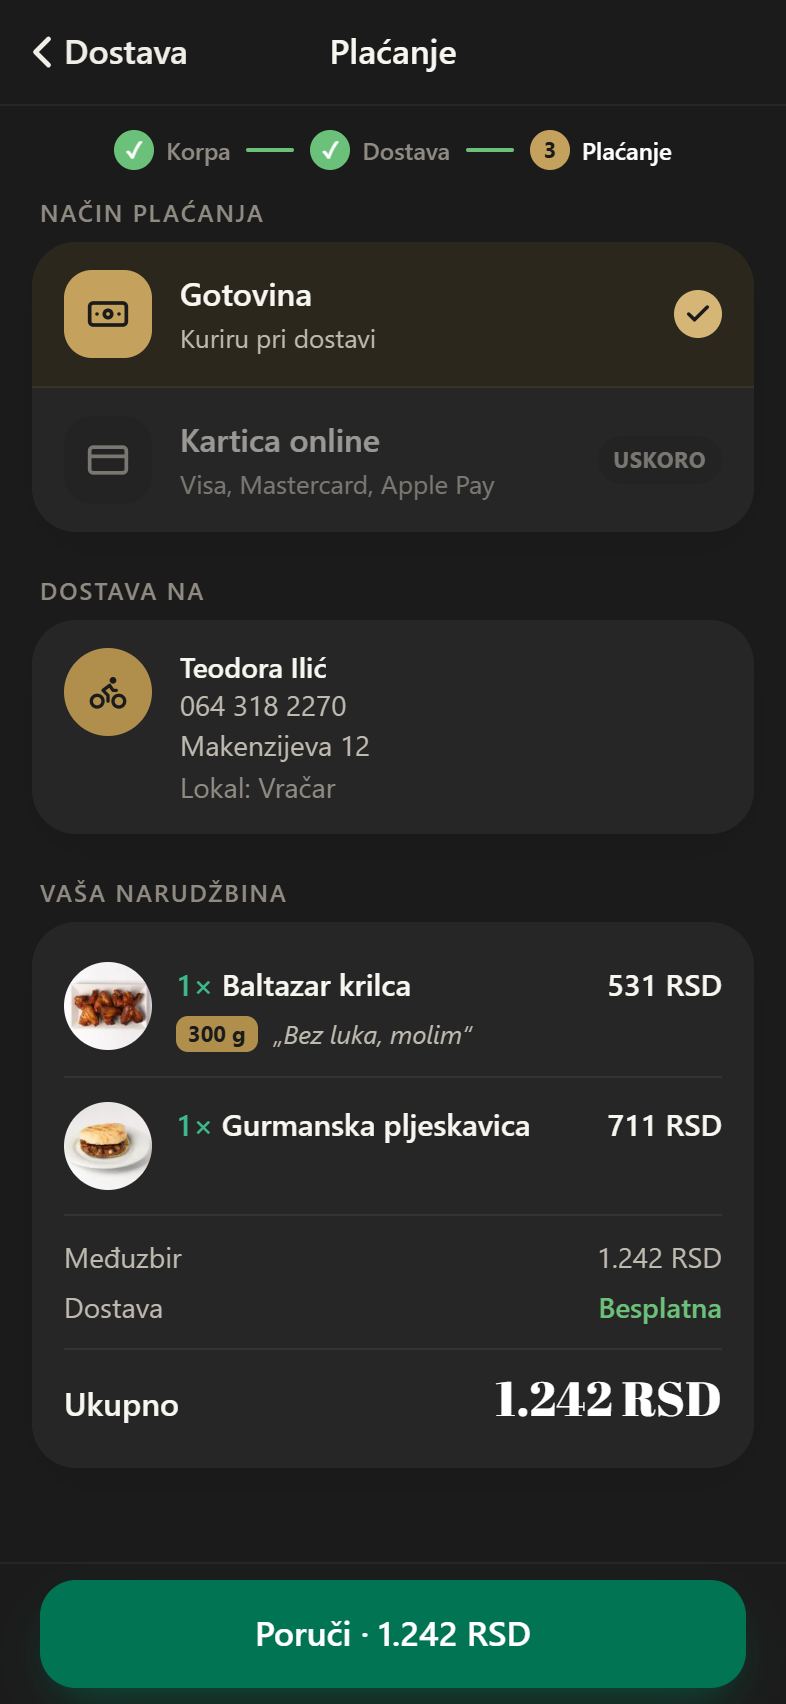 Dostava
Plaćanje
Korpa
Dostava
3 Plaćanje
NAČIN PLAĆANJA
Gotovina
Kuriru pri dostavi
Kartica online
Visa, Mastercard, Apple Pay
USKORO
DOSTAVA NA
Teodora Ilić
064 318 2270
Makenzijeva 12
Lokal: Vračar
VAŠA NARUDŽBINA
1× Baltazar krilca 531 RSD
300 g „Bez luka, molim“
1× Gurmanska pljeskavica 711 RSD
Međuzbir 1.242 RSD
Dostava Besplatna
Ukupno 1.242 RSD
Poruči · 1.242 RSD